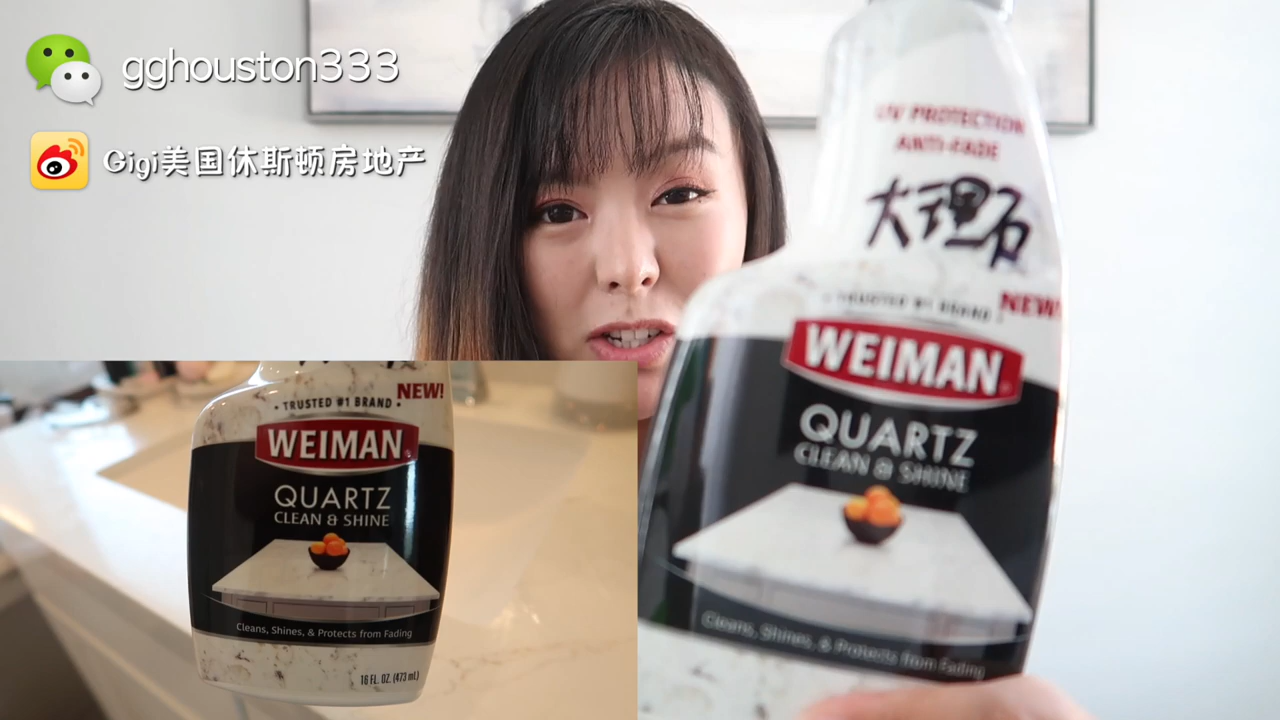 gghouston333
Gigi美国休斯顿房地产
UV PROTECTION
ANTI-FADE
大理石
TRUSTED #1 BRAND
NEW!
WEIMAN
QUARTZ
CLEAN & SHINE
Cleans, Shines, & Protects from Fading
NEW!
• TRUSTED #1 BRAND •
WEIMAN
QUARTZ
CLEAN & SHINE
Cleans, Shines, & Protects from Fading
16 FL. OZ. (473 mL)